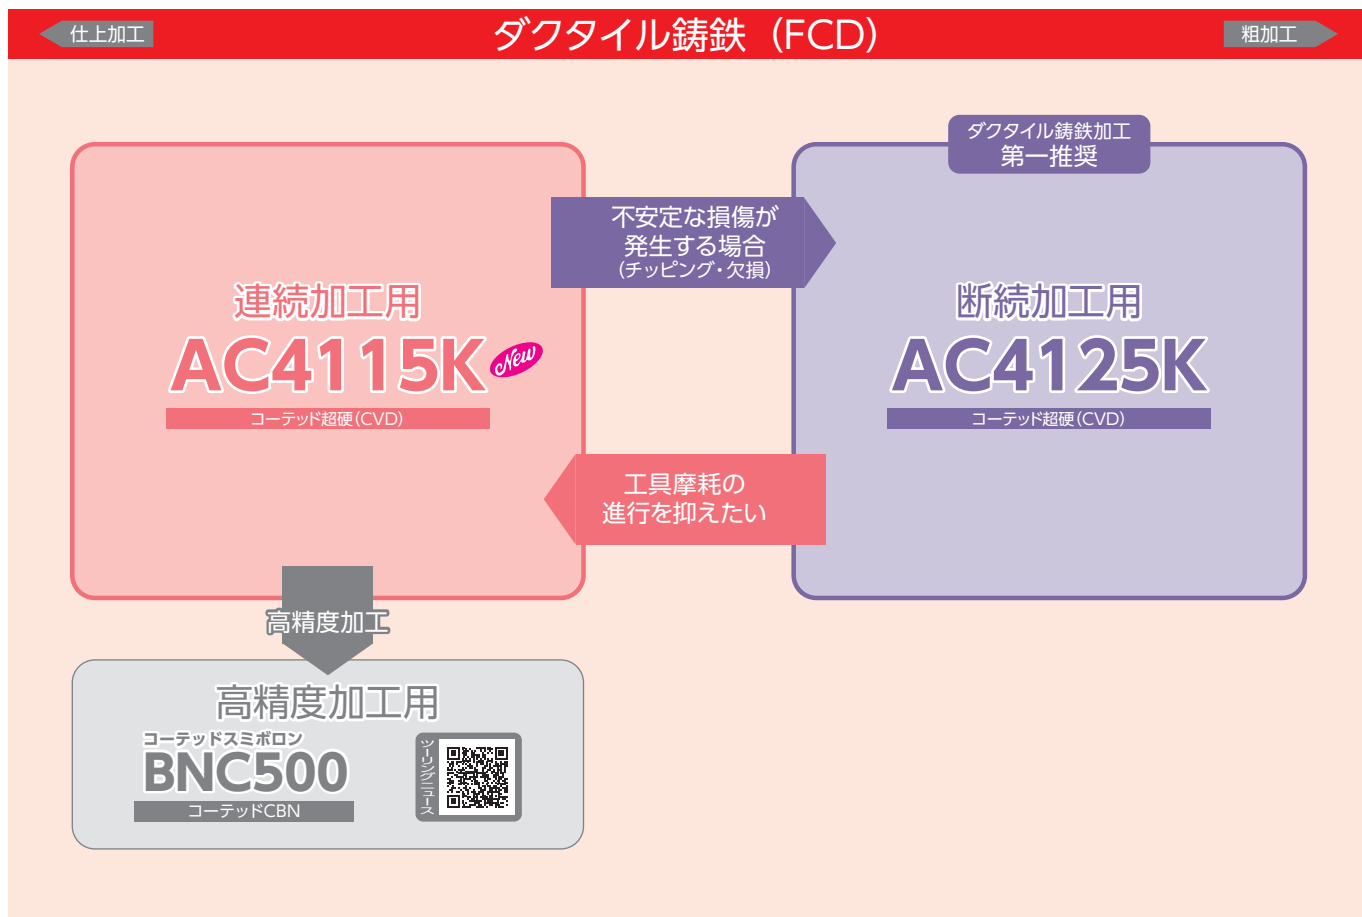 仕上加工
ダクタイル鋳鉄（FCD）
粗加工
ダクタイル鋳鉄加工
第一推奨
不安定な損傷が
発生する場合
（チッピング・欠損）
連続加工用
AC4115K
New
コーテッド超硬（CVD）
断続加工用
AC4125K
コーテッド超硬（CVD）
工具摩耗の
進行を抑えたい
高精度加工
高精度加工用
コーテッドスミボロン
BNC500
コーテッドCBN
ツーリングニュース